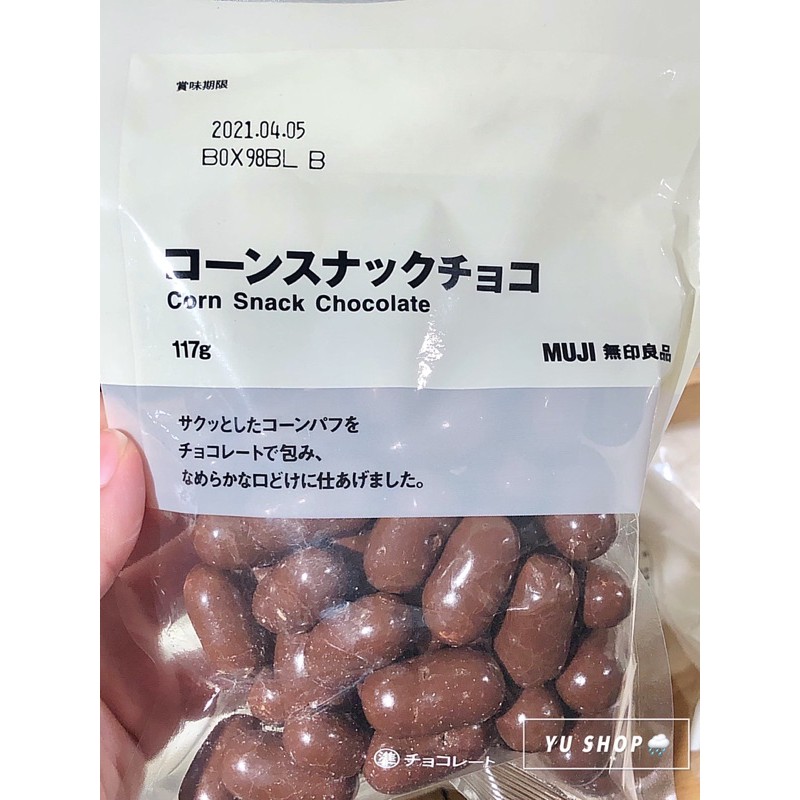 賞味期限
2021.04.05
BOX98BL B
コーンスナックチョコ
Corn Snack Chocolate
117g
MUJI 無印良品
サクッとしたコーンパフを
チョコレートで包み、
なめらかな口どけに仕あげました。
準 チョコレート
YU SHOP